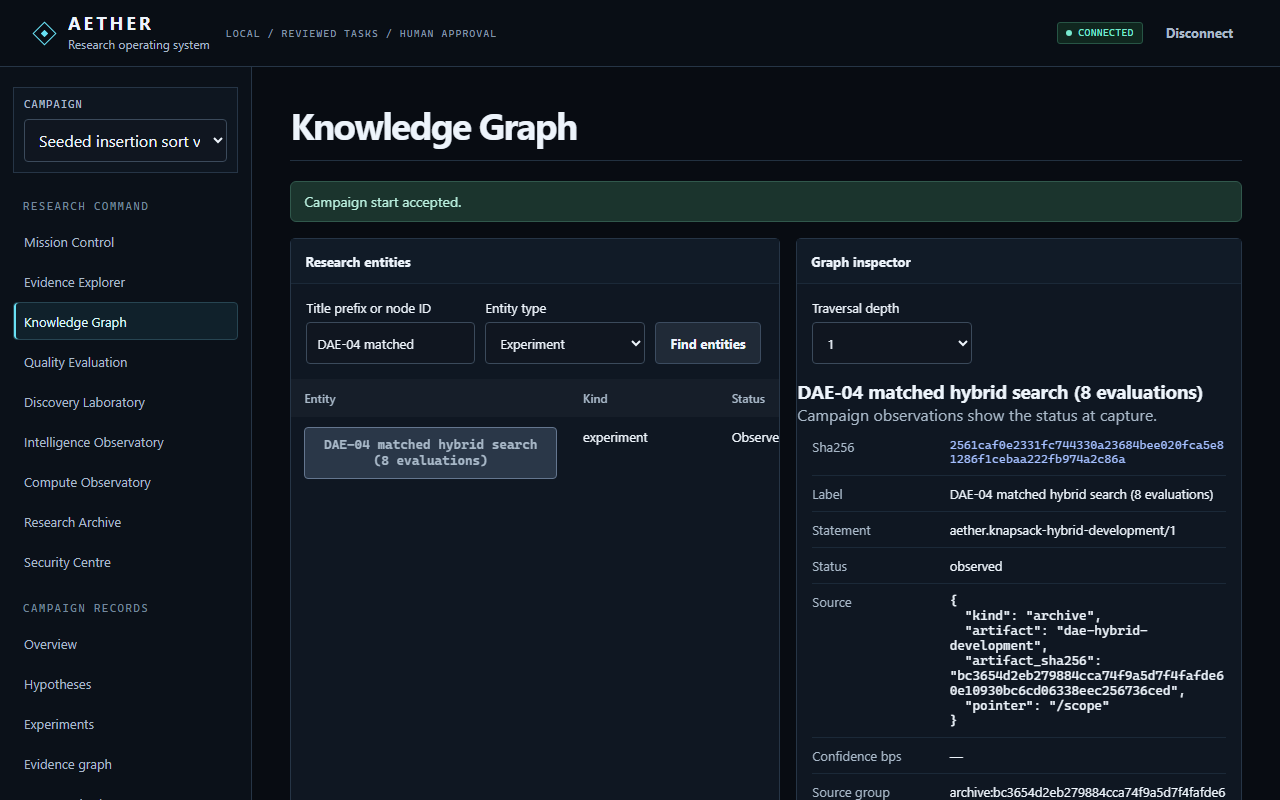 AETHER
Research operating system
LOCAL / REVIEWED TASKS / HUMAN APPROVAL
CONNECTED
Disconnect
CAMPAIGN
Seeded insertion sort v
RESEARCH COMMAND
Mission Control
Evidence Explorer
Knowledge Graph
Quality Evaluation
Discovery Laboratory
Intelligence Observatory
Compute Observatory
Research Archive
Security Centre
CAMPAIGN RECORDS
Overview
Hypotheses
Experiments
Evidence graph
Knowledge Graph
Campaign start accepted.
Research entities
Title prefix or node ID
Entity type
DAE-04 matched
Experiment
Find entities
Entity
Kind
Status
DAE-04 matched hybrid search
(8 evaluations)
experiment
Observe
Graph inspector
Traversal depth
1
DAE-04 matched hybrid search (8 evaluations)
Campaign observations show the status at capture.
Sha256
2561caf0e2331fc744330a23684bee020fca5e8
1286f1cebaa222fb974a2c86a
Label
DAE-04 matched hybrid search (8 evaluations)
Statement
aether.knapsack-hybrid-development/1
Status
observed
Source
{
"kind": "archive",
"artifact": "dae-hybrid-
development",
"artifact_sha256":
"bc3654d2eb279884cca74f9a5d7f4fafde6
0e10930bc6cd06338eec256736ced",
"pointer": "/scope"
}
Confidence bps
—
Source group
archive:bc3654d2eb279884cca74f9a5d7f4fafde6